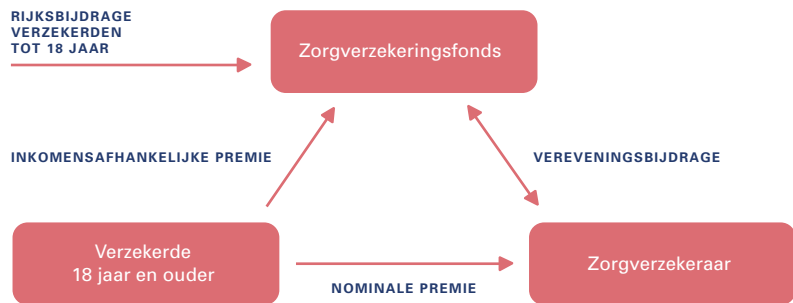 RIJKSBIJDRAGE
VERZEKERDEN
TOT 18 JAAR
Zorgverzekeringsfonds
INKOMENSAFHANKELIJKE PREMIE
VEREVENINGSBIJDRAGE
Verzekerde
18 jaar en ouder
Zorgverzekeraar
NOMINALE PREMIE